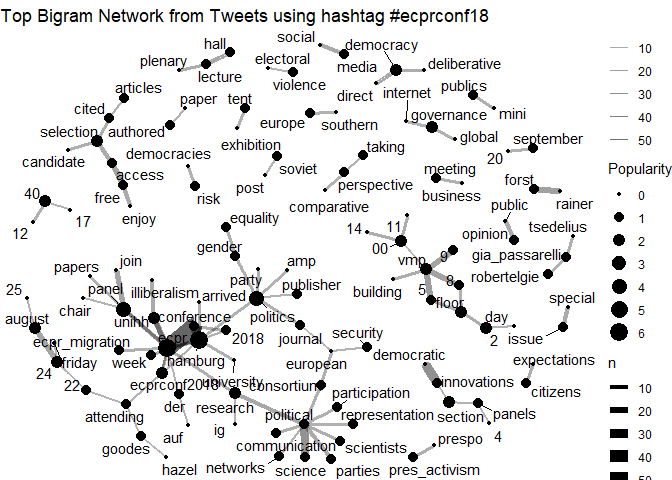 Top Bigram Network from Tweets using hashtag #ecprconf18
social
hall
plenary
lecture
electoral
violence
democracy
media
deliberative
direct
internet
publics
mini
articles
cited
paper
tent
authored
selection
candidate
democracies
exhibition
europe
southern
governance
global
september
20
access
free
enjoy
risk
soviet
post
taking
perspective
comparative
meeting
business
forst
rainer
40
12
17
equality
gender
14
11
00
vmp
9
8
5
building
floor
day
2
public
opinion
tsedelius
gia_passarelli
robertelgie
special
issue
join
papers
panel
chair
uninh
illiberalism
arrived
party
amp
publisher
politics
conference
ecpr
2018
hamburg
journal
european
security
25
august
24
ecpr_migration
friday
22
week
ecprconf2018
university
consortium
der
research
ig
auf
attending
goodes
hazel
political
participation
representation
communication
scientists
networks
science
parties
democratic
innovations
section
panels
4
expectations
citizens
prespo
pres_activism
10
20
30
40
50
Popularity
0
1
2
3
4
5
6
n
10
20
30
40
50